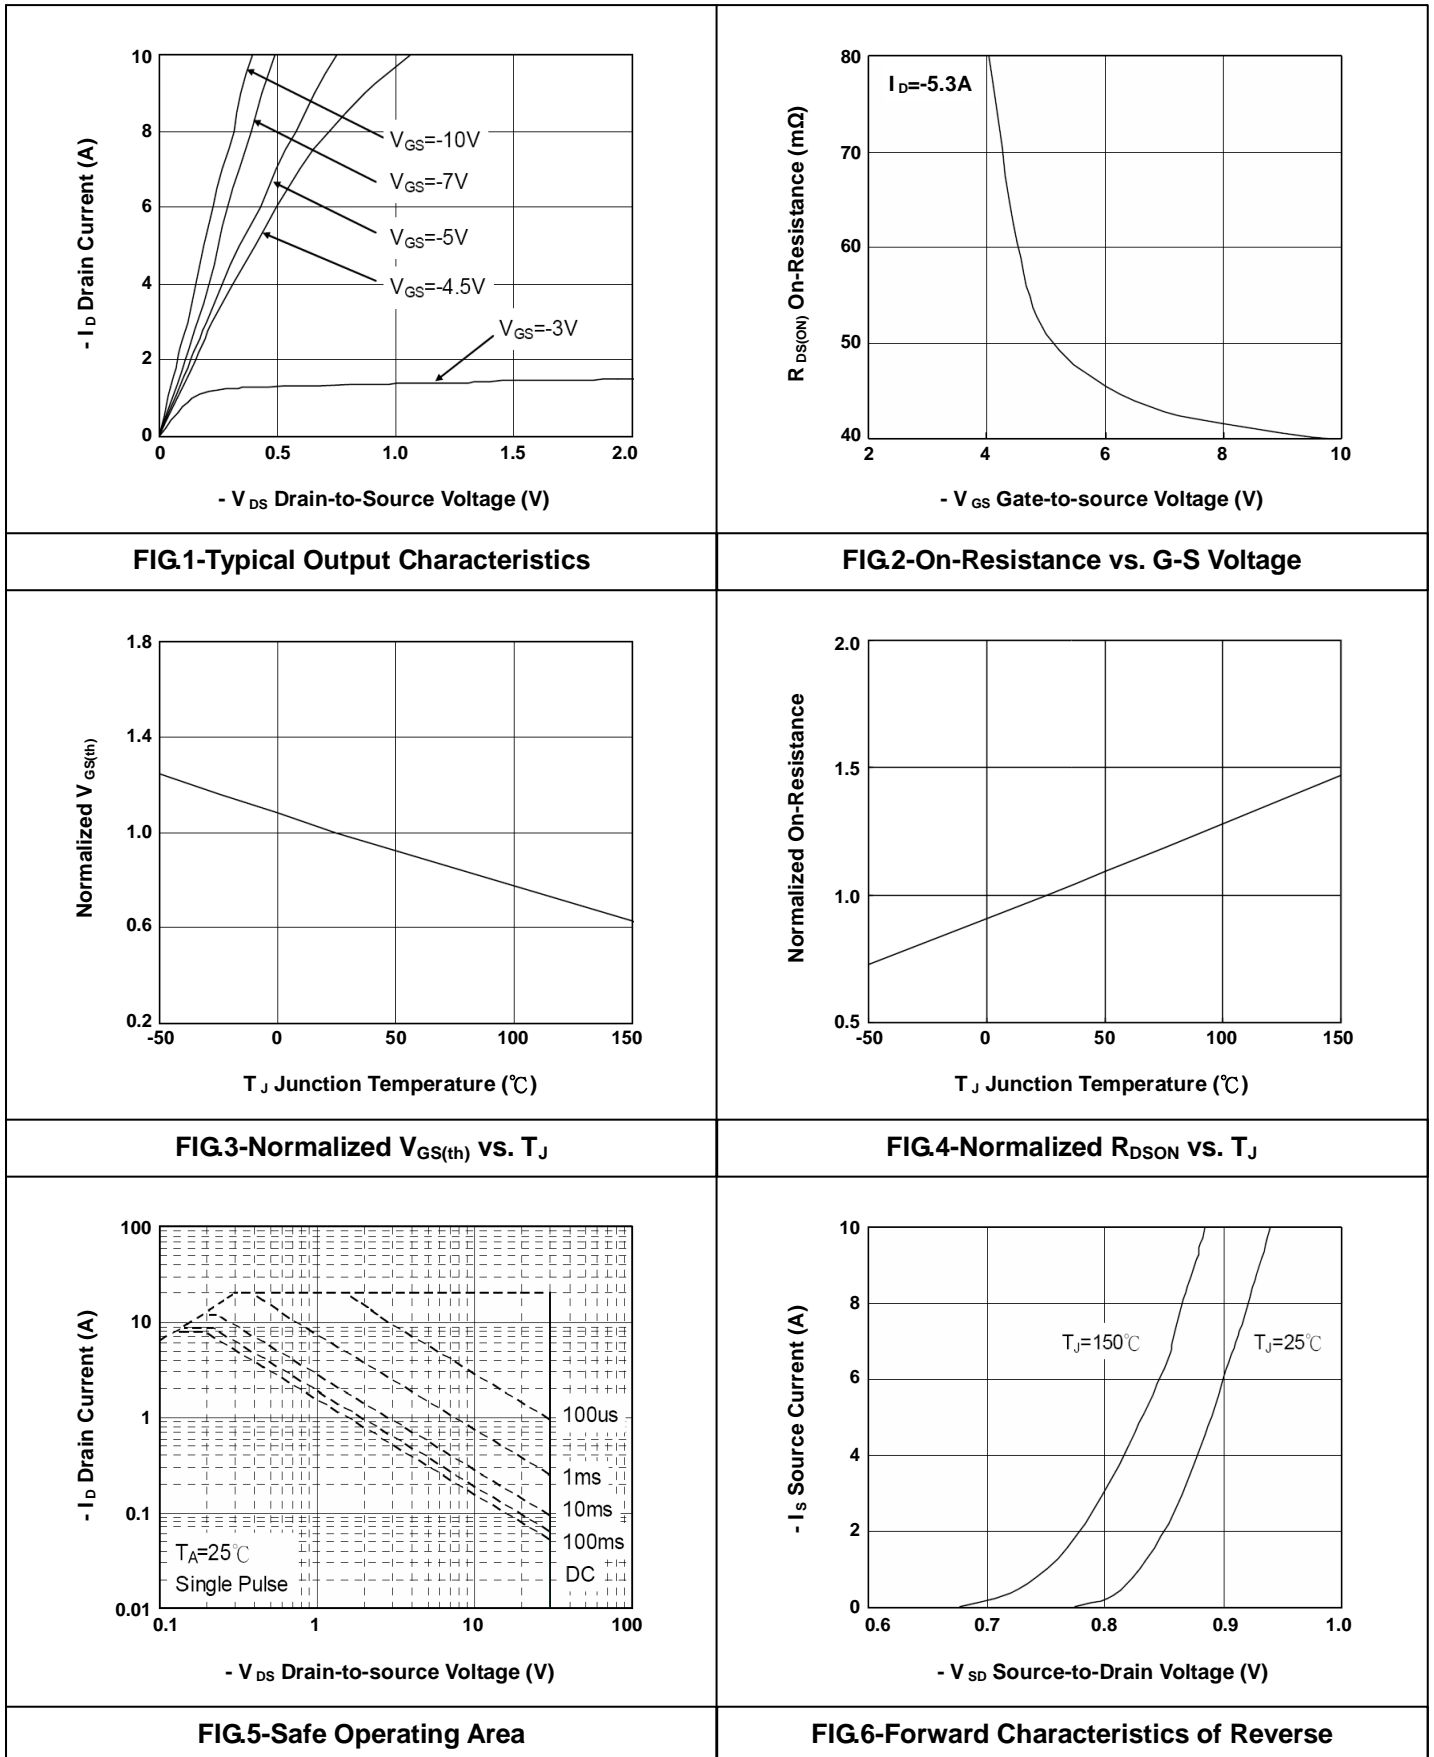 10
8
6
4
2
0
- I D Drain Current (A)
VGS=-10V
VGS=-7V
VGS=-5V
VGS=-4.5V
VGS=-3V
0 0.5 1.0 1.5 2.0
- V DS Drain-to-Source Voltage (V)
FIG.1-Typical Output Characteristics
80
70
60
50
40
R DS(ON) On-Resistance (mΩ)
I D=-5.3A
2 4 6 8 10
- V GS Gate-to-source Voltage (V)
FIG.2-On-Resistance vs. G-S Voltage
1.8
1.4
1.0
0.6
0.2
Normalized V GS(th)
-50 0 50 100 150
T J Junction Temperature (℃)
FIG.3-Normalized VGS(th) vs. TJ
2.0
1.5
1.0
0.5
Normalized On-Resistance
-50 0 50 100 150
T J Junction Temperature (℃)
FIG.4-Normalized RDSON vs. TJ
100
10
1
0.1
0.01
- I D Drain Current (A)
100us
1ms
10ms
100ms
DC
TA=25℃
Single Pulse
0.1 1 10 100
- V DS Drain-to-source Voltage (V)
FIG.5-Safe Operating Area
10
8
6
4
2
0
- I S Source Current (A)
TJ=150℃ TJ=25℃
0.6 0.7 0.8 0.9 1.0
- V SD Source-to-Drain Voltage (V)
FIG.6-Forward Characteristics of Reverse